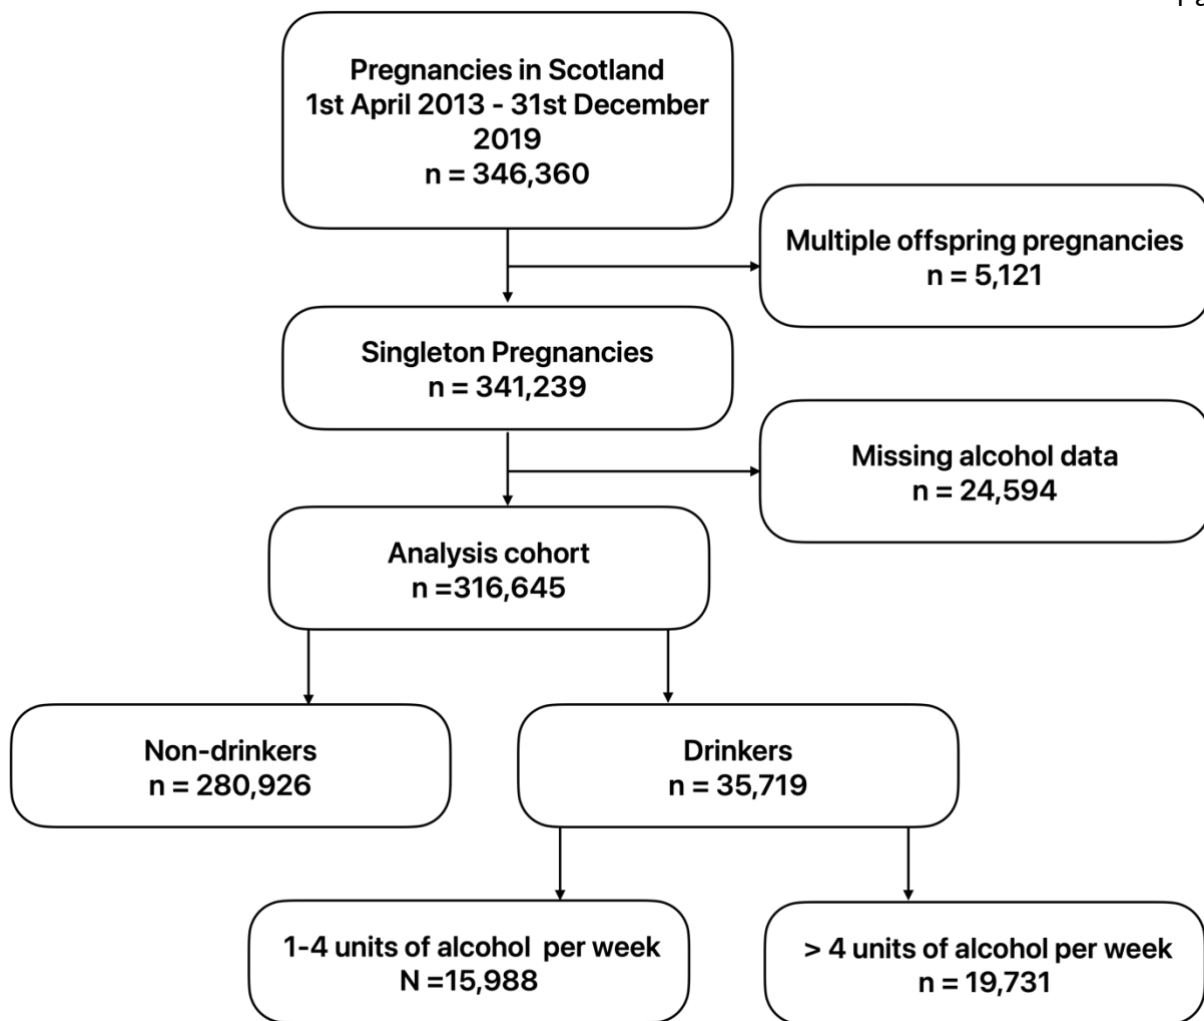 Pregnancies in Scotland
1st April 2013 - 31st December
2019
n = 346,360
Multiple offspring pregnancies
n = 5,121
Singleton Pregnancies
n = 341,239
Missing alcohol data
n = 24,594
Analysis cohort
n =316,645
Non-drinkers
n = 280,926
Drinkers
n = 35,719
1-4 units of alcohol  per week
N =15,988
> 4 units of alcohol per week
n = 19,731